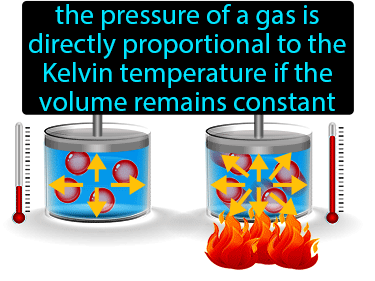 the pressure of a gas is
directly proportional to the
Kelvin temperature if the
volume remains constant